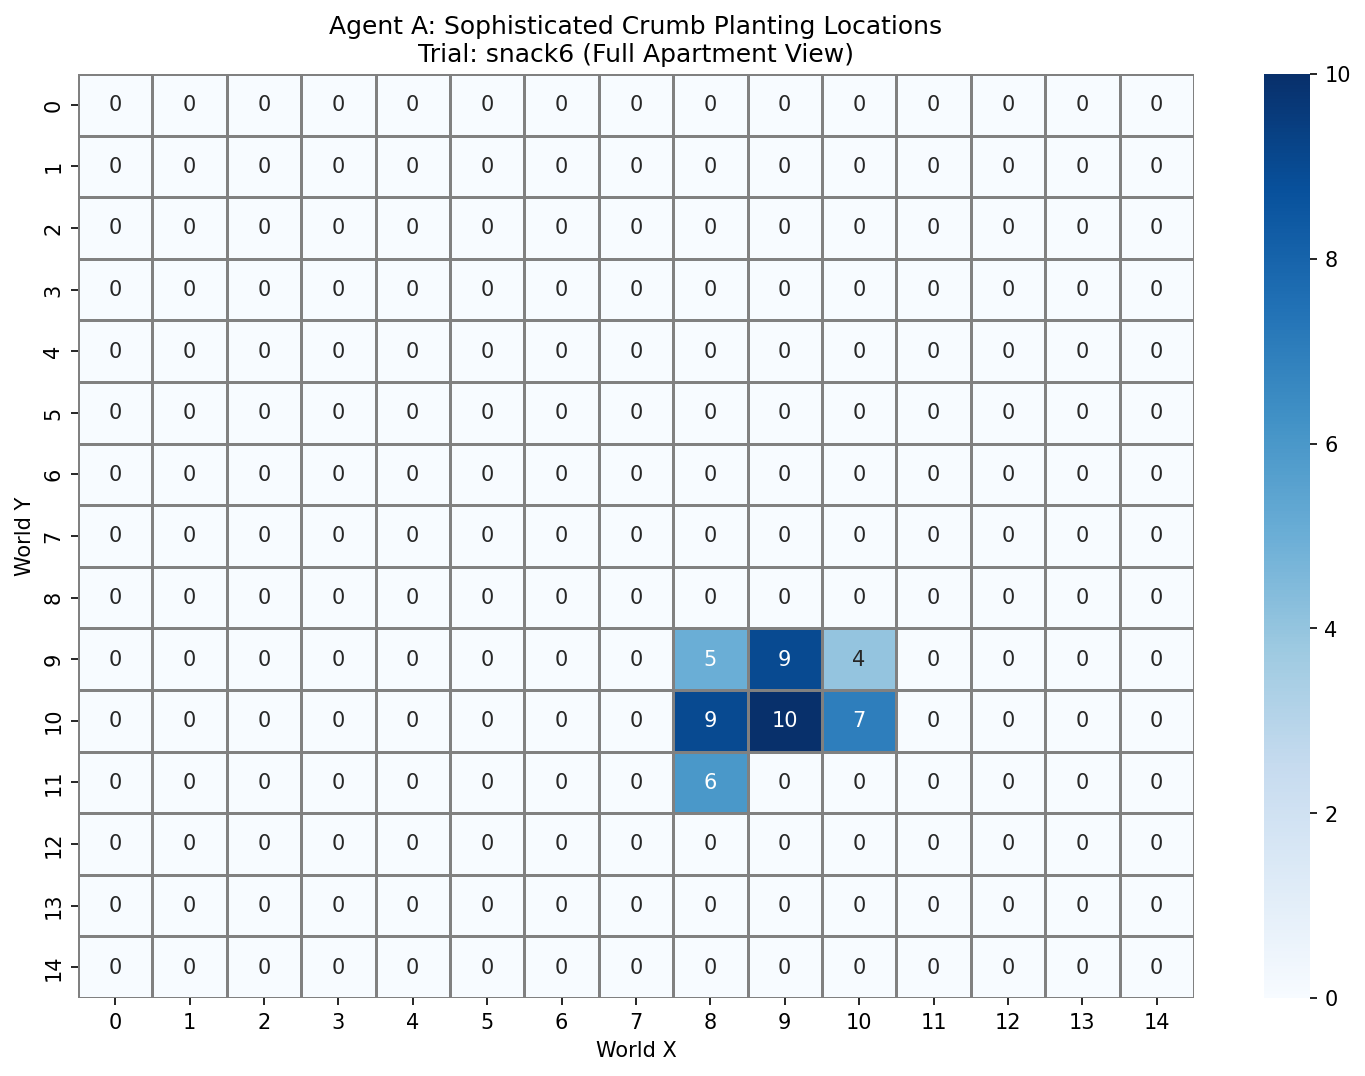 Agent A: Sophisticated Crumb Planting Locations
Trial: snack6 (Full Apartment View)
0 0 0 0 0 0 0 0 0 0 0 0 0 0 0 0
1 0 0 0 0 0 0 0 0 0 0 0 0 0 0 0
2 0 0 0 0 0 0 0 0 0 0 0 0 0 0 0
3 0 0 0 0 0 0 0 0 0 0 0 0 0 0 0
4 0 0 0 0 0 0 0 0 0 0 0 0 0 0 0
5 0 0 0 0 0 0 0 0 0 0 0 0 0 0 0
6 0 0 0 0 0 0 0 0 0 0 0 0 0 0 0
7 0 0 0 0 0 0 0 0 0 0 0 0 0 0 0
8 0 0 0 0 0 0 0 0 0 0 0 0 0 0 0
9 0 0 0 0 0 0 0 0 5 9 4 0 0 0 0
10 0 0 0 0 0 0 0 0 9 10 7 0 0 0 0
11 0 0 0 0 0 0 0 0 6 0 0 0 0 0 0
12 0 0 0 0 0 0 0 0 0 0 0 0 0 0 0
13 0 0 0 0 0 0 0 0 0 0 0 0 0 0 0
14 0 0 0 0 0 0 0 0 0 0 0 0 0 0 0
0 1 2 3 4 5 6 7 8 9 10 11 12 13 14
World X
World Y
10
8
6
4
2
0